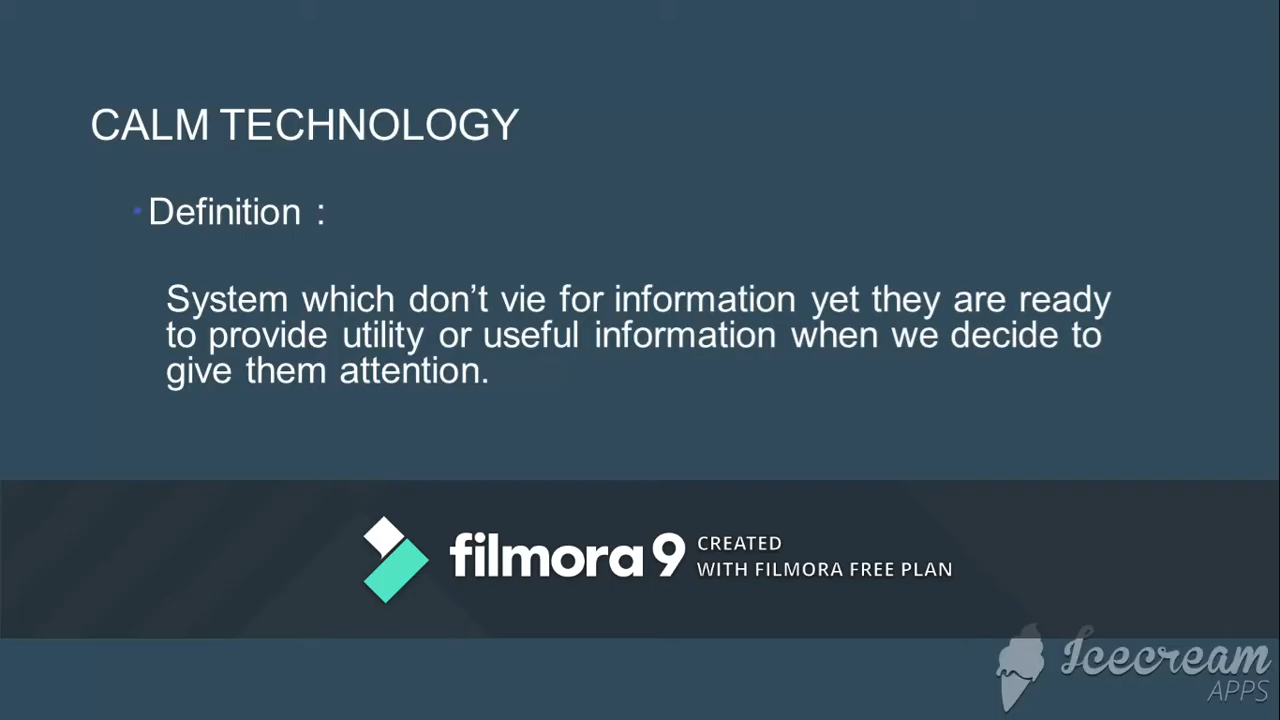 CALM TECHNOLOGY
· Definition :
System which don’t vie for information yet they are ready
to provide utility or useful information when we decide to
give them attention.
filmora 9 CREATED
WITH FILMORA FREE PLAN
Icecream
APPS